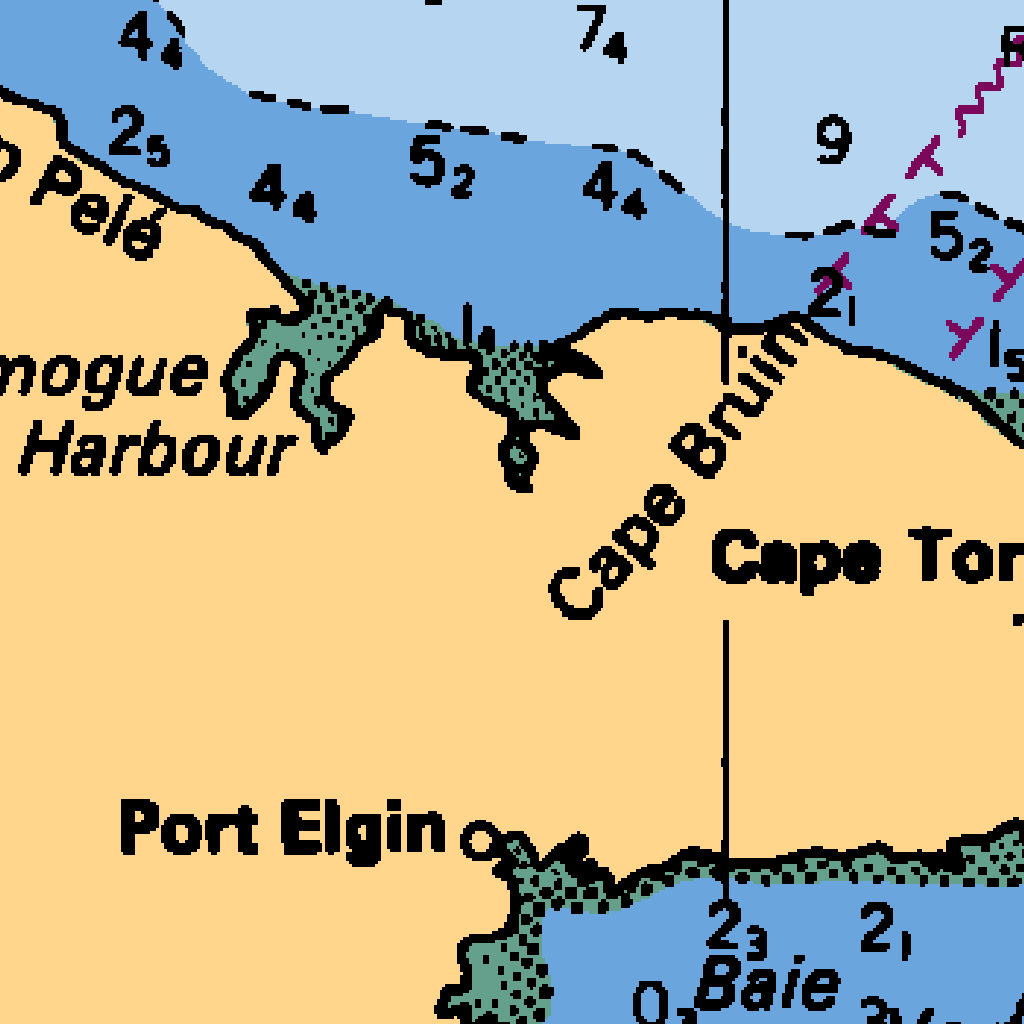 4₄
7₄
9
2₅
5₂
4₄
4₄
Pelé
5₂
2₁
1₅
mogue
Harbour
Cape Bruin
Cape Tor
Port Elgin
2₃
2₁
Baie
0₃